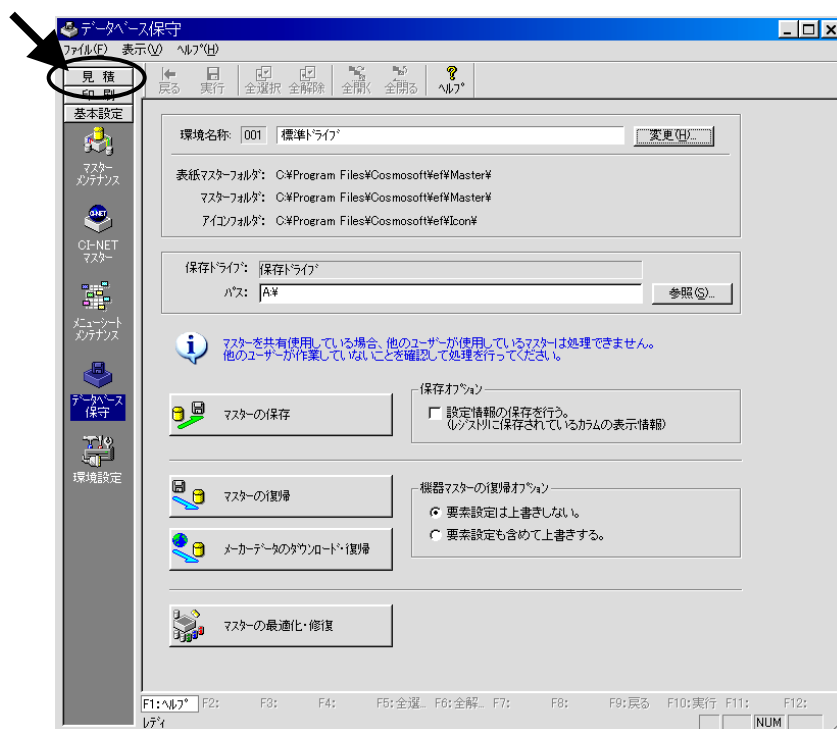 データベース保守
ファイル(F) 表示(V) ヘルプ(H)
見 積
印 刷
基本設定
戻る 実行 全選択 全解除 全開く 全閉る ヘルプ
マスター
メンテナンス
CI-NET
CI-NET
マスター
メニューシート
メンテナンス
データベース
保守
環境設定
環境名称: 001 標準ドライブ 変更(H)...
表紙マスターフォルダ: C:¥Program Files¥Cosmosoft¥ef¥Master¥
マスターフォルダ: C:¥Program Files¥Cosmosoft¥ef¥Master¥
アイコンフォルダ: C:¥Program Files¥Cosmosoft¥ef¥Icon¥
保存ドライブ: 保存ドライブ
パス: A:¥ 参照(S)...
マスターを共有使用している場合、他のユーザーが使用しているマスターは処理できません。
他のユーザーが作業していないことを確認して処理を行ってください。
マスターの保存
保存オプション
設定情報の保存を行う。
(レジストリに保存されているカラムの表示情報)
マスターの復帰
メーカーデータのダウンロード・復帰
機器マスターの復帰オプション
要素設定は上書きしない。
要素設定も含めて上書きする。
マスターの最適化・修復
F1:ヘルプ F2: F3: F4: F5:全選... F6:全解... F7: F8: F9:戻る F10:実行 F11: F12:
レディ NUM